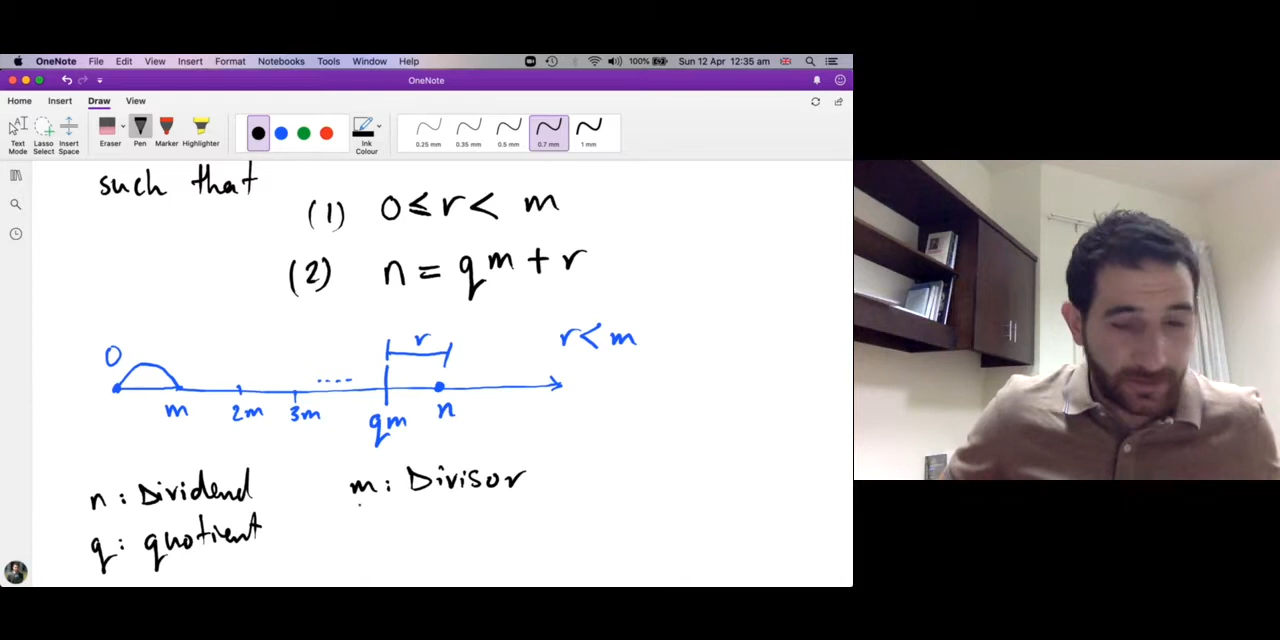 OneNote File Edit View Insert Format Notebooks Tools Window Help 100% Sun 12 Apr 12:35 am
OneNote
Home Insert Draw View
Text Mode Lasso Select Insert Space Eraser Pen Marker Highlighter Ink Colour 0.25 mm 0.35 mm 0.5 mm 0.7 mm 1 mm
such that
(1) 0 ≤ r < m
(2) n = qm + r
r r < m
0
....
m 2m 3m qm n
n : Dividend m : Divisor
q : quotient